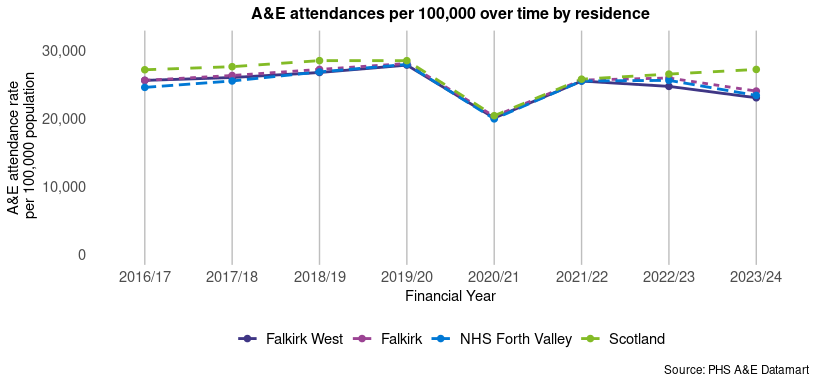 A&E attendances per 100,000 over time by residence
30,000
20,000
10,000
0
A&E attendance rate
per 100,000 population
2016/17 2017/18 2018/19 2019/20 2020/21 2021/22 2022/23 2023/24
Financial Year
Falkirk West Falkirk NHS Forth Valley Scotland
Source: PHS A&E Datamart